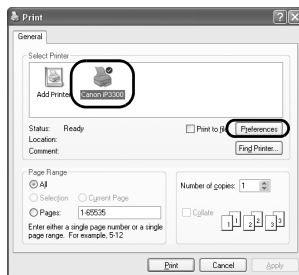 Print
General
Select Printer
Add Printer
Canon iP3300
Status: Ready
Location:
Comment:
Print to file
Preferences
Find Printer...
Page Range
All
Selection
Current Page
Pages: 1-65535
Enter either a single page number or a single
page range. For example, 5-12
Number of copies: 1
Collate
1 1 2 2 3 3
Print
Cancel
Apply